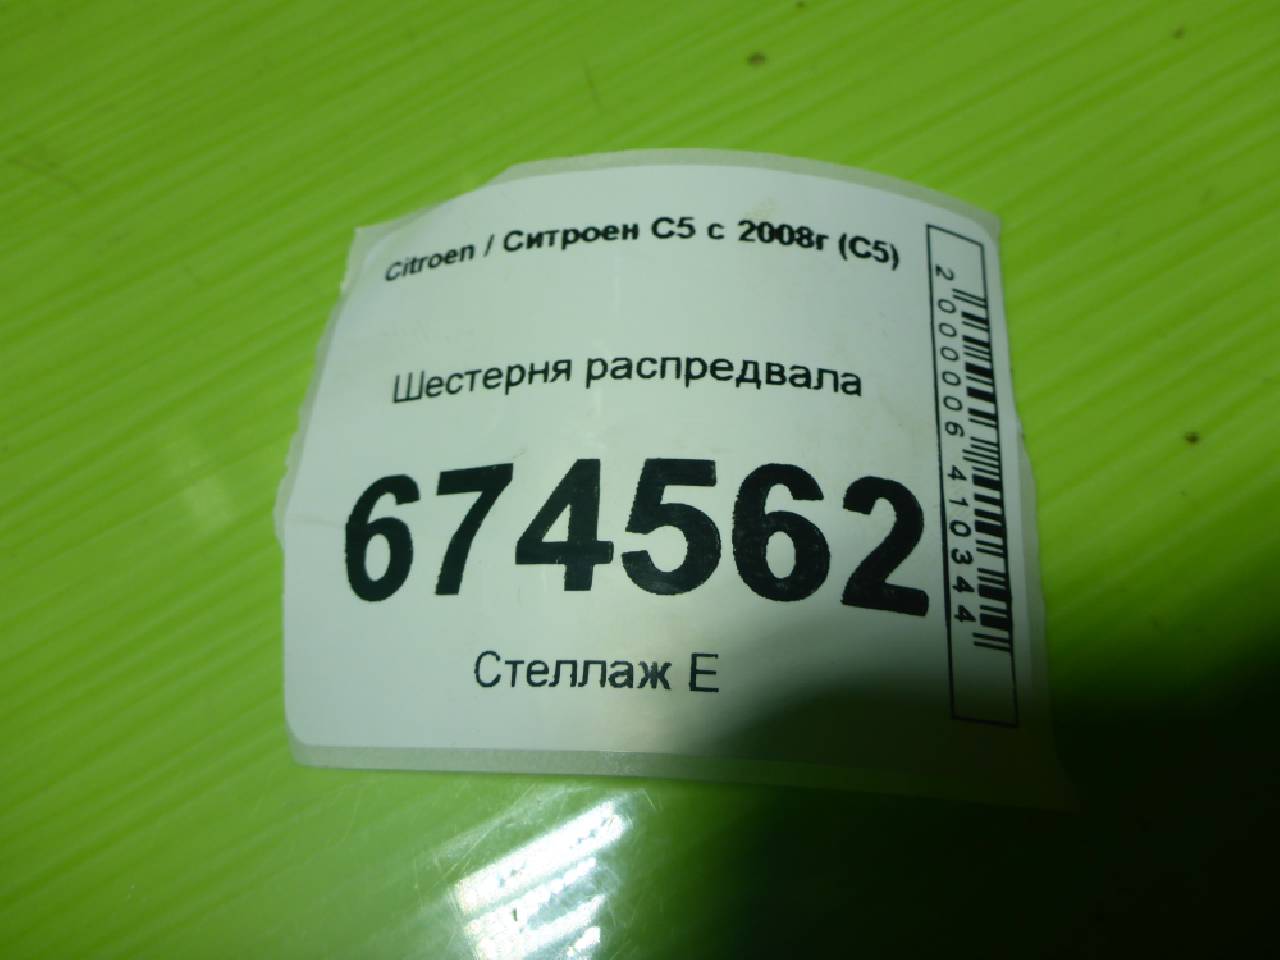 Citroen / Ситроен C5 с 2008г (C5)
Шестерня распредвала
674562
Стеллаж Е
2000006410344